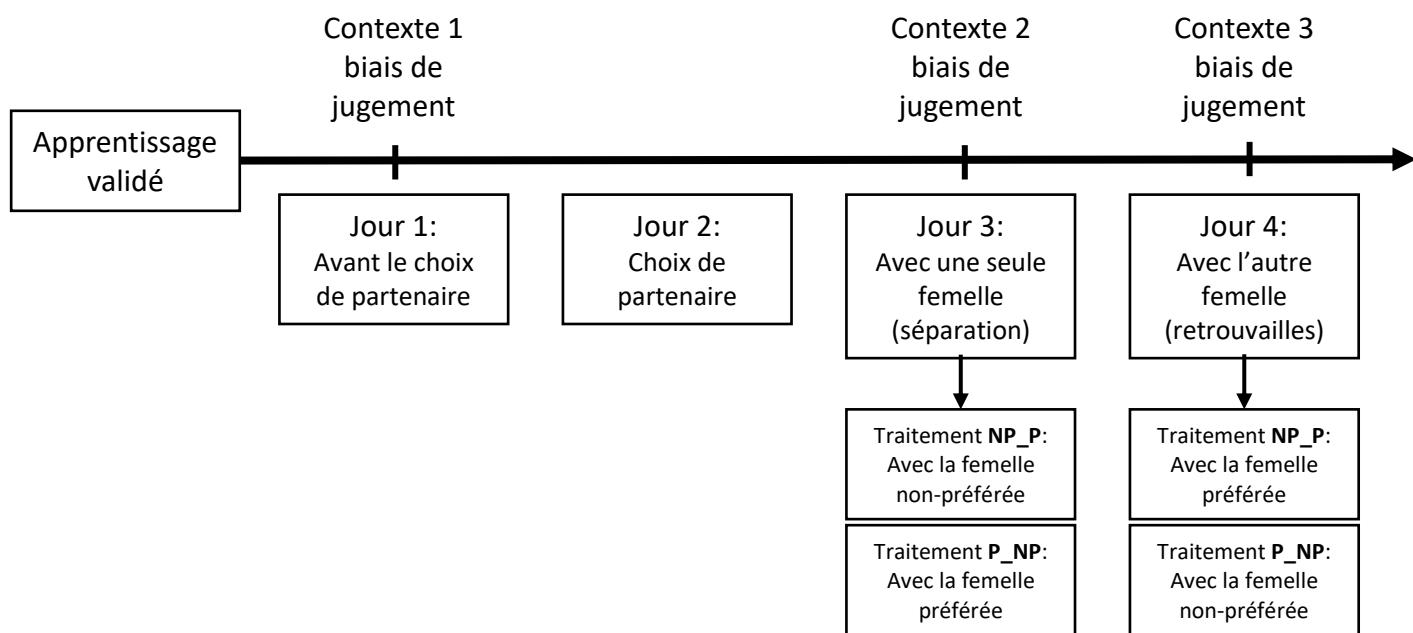 Contexte 1
biais de
jugement
Contexte 2
biais de
jugement
Contexte 3
biais de
jugement
Apprentissage
validé
Jour 1:
Avant le choix
de partenaire
Jour 2:
Choix de
partenaire
Jour 3:
Avec une seule
femelle
(séparation)
Jour 4:
Avec l’autre
femelle
(retrouvailles)
Traitement NP_P:
Avec la femelle
non-préférée
Traitement NP_P:
Avec la femelle
préférée
Traitement P_NP:
Avec la femelle
préférée
Traitement P_NP:
Avec la femelle
non-préférée